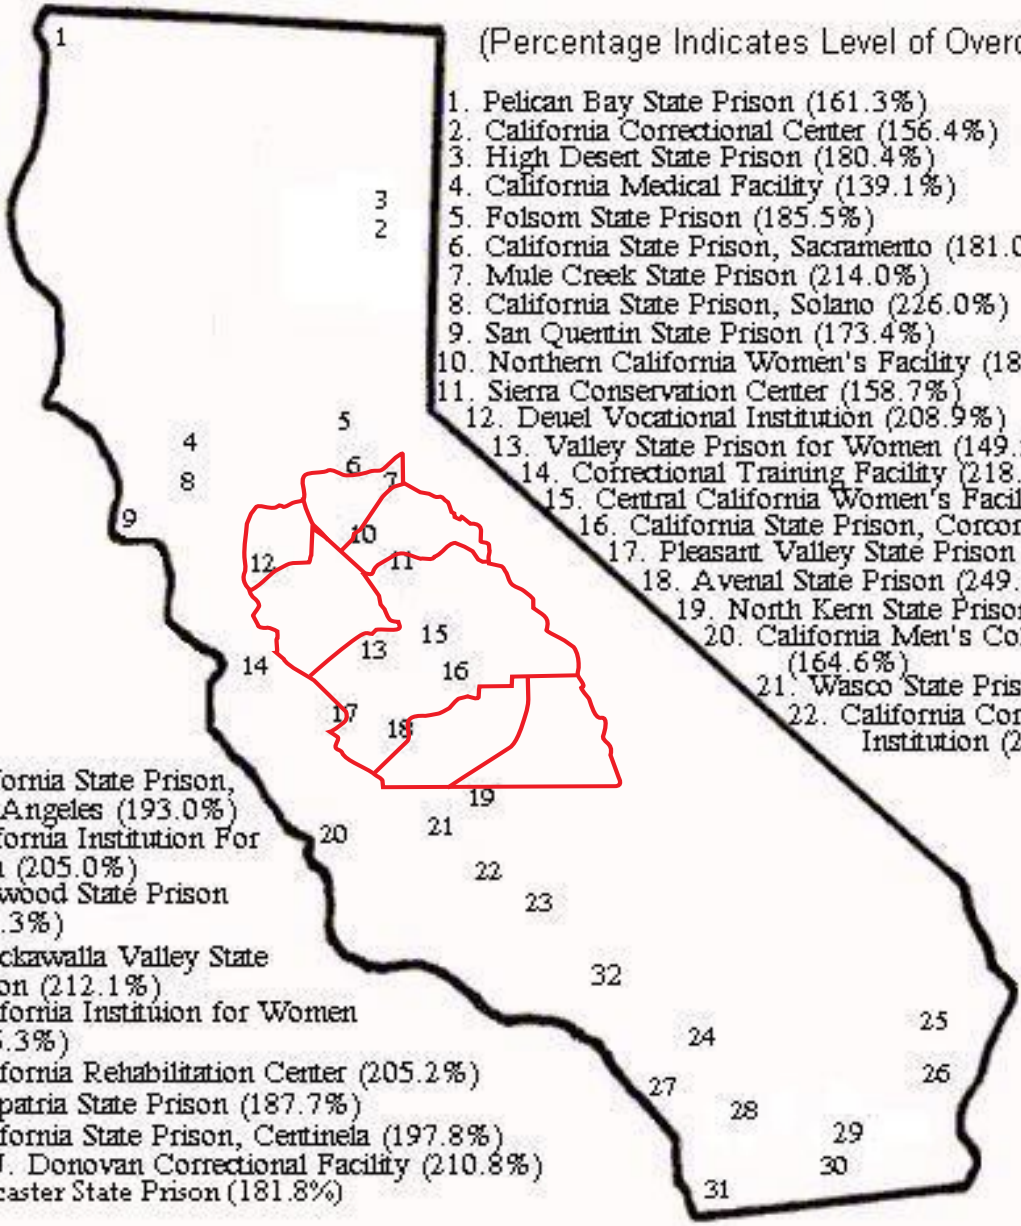 (Percentage Indicates Level of
1. Pelican Bay State Prison (161.3%)
2. California Correctional Center (156.4%)
3. High Desert State Prison (180.4%)
4. California Medical Facility (139.1%)
5. Folsom State Prison (185.5%)
6. California State Prison, Sacramento (181.0
7. Mule Creek State Prison (214.0%)
8. California State Prison, Solano (226.0%)
9. San Quentin State Prison (173.4%)
10. Northern California Women's Facility (18
11. Sierra Conservation Center (158.7%)
12. Deuel Vocational Institution (208.9%)
13. Valley State Prison for Women (149.
14. Correctional Training Facility (218.
15. Central California Women's Facil
16. California State Prison, Corcor
17. Pleasant Valley State Prison
18. Avenal State Prison (249.
19. North Kern State Prison
20. California Men's Co
(164.6%)
21. Wasco State Pris
22. California Cor
Institution (2
fornia State Prison,
Angeles (193.0%)
fornia Institution For
(205.0%)
wood State Prison
.3%)
ckawalla Valley State
on (212.1%)
fornia Instituion for Women
.3%)
fornia Rehabilitation Center (205.2%)
patria State Prison (187.7%)
fornia State Prison, Centinela (197.8%)
J. Donovan Correctional Facility (210.8%)
caster State Prison (181.8%)
1
3
2
5
4
6
7
8
9
10
11
12
15
13
14
16
17
18
19
21
20
22
23
32
25
24
26
27
28
29
30
31